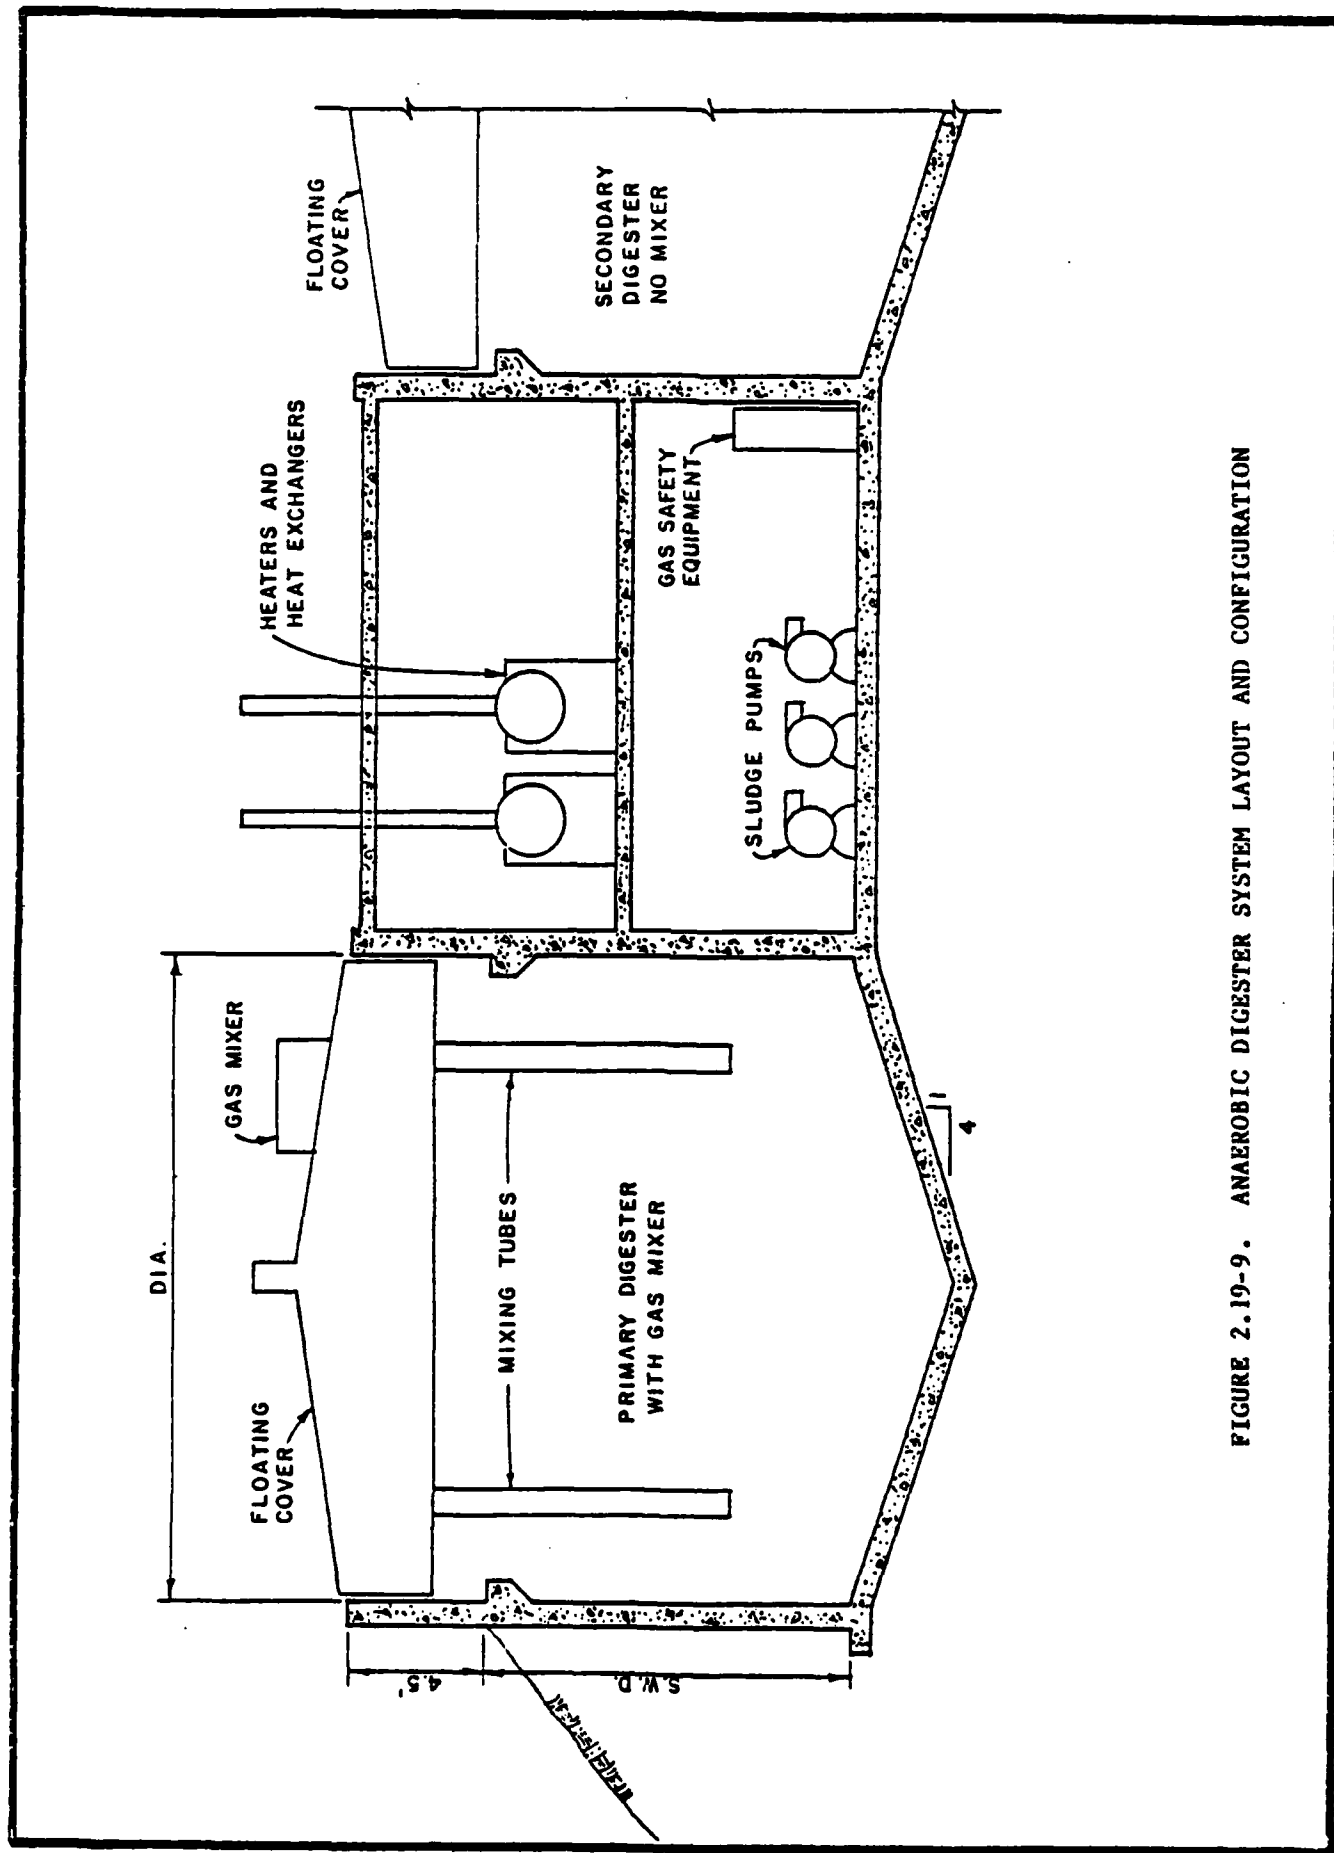 DIA.
FLOATING
COVER
GAS MIXER
HEATERS AND
HEAT EXCHANGERS
FLOATING
COVER
4.5'
S.W.D.
MIXING TUBES
PRIMARY DIGESTER
WITH GAS MIXER
SLUDGE PUMPS
GAS SAFETY
EQUIPMENT
SECONDARY
DIGESTER
NO MIXER
1
4
FIGURE 2.19-9. ANAEROBIC DIGESTER SYSTEM LAYOUT AND CONFIGURATION